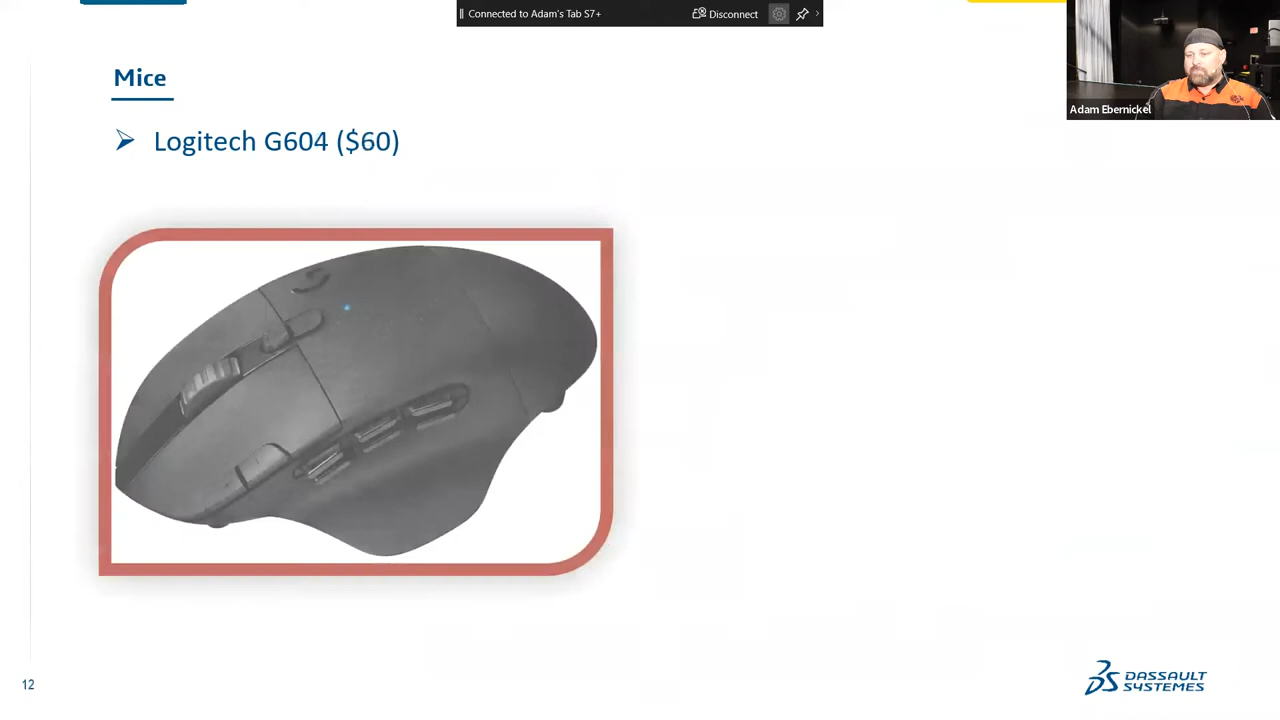 Connected to Adam's Tab S7+
Disconnect
Adam Ebernickel
Mice
Logitech G604 ($60)
12
DASSAULT
SYSTEMES